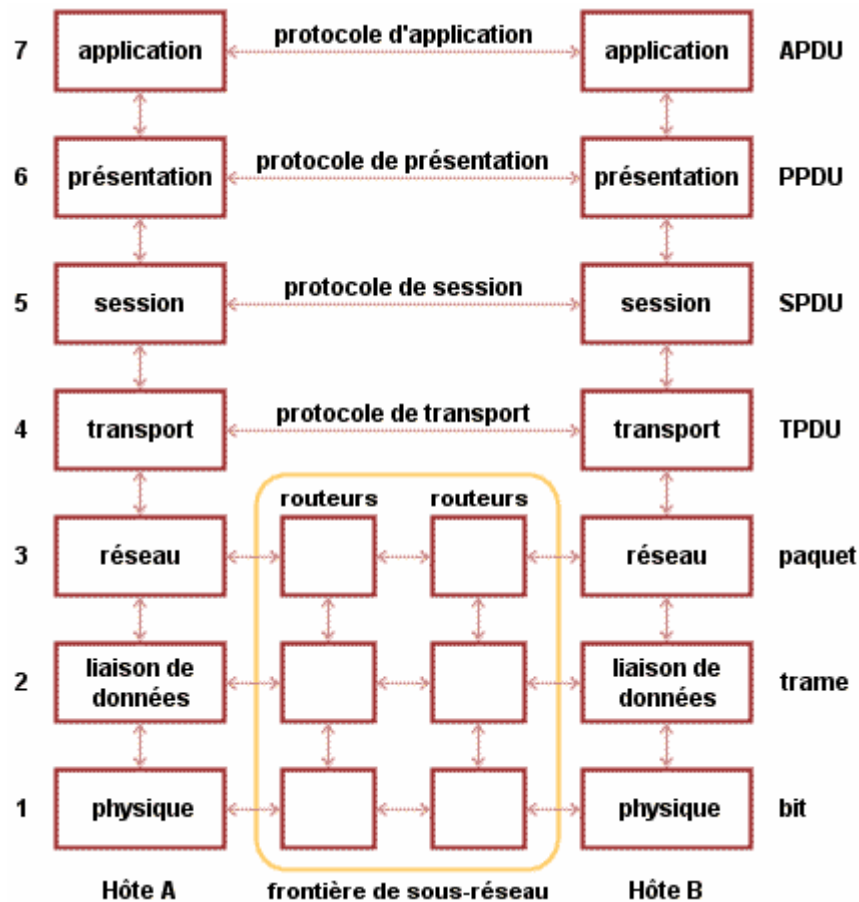 7 application protocole d'application application APDU
6 présentation protocole de présentation présentation PPDU
5 session protocole de session session SPDU
4 transport protocole de transport transport TPDU
routeurs routeurs
3 réseau réseau paquet
2 liaison de données liaison de données trame
1 physique physique bit
Hôte A frontière de sous-réseau Hôte B